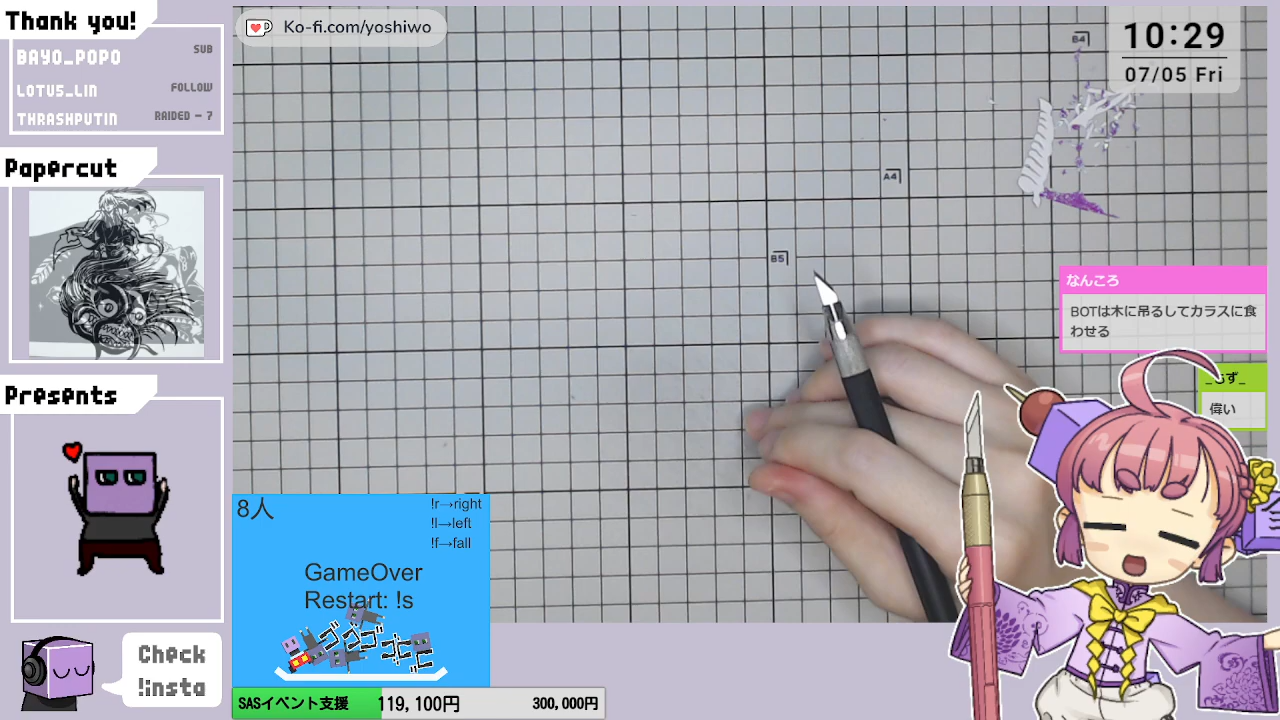 Thank you!
BAYO_POPO SUB
LOTU5_LIN FOLLOW
THRASHPUTIN RAIDED - 7
Papercut
Presents
Check
!insta
Ko-fi.com/yoshiwo
10:29
07/05 Fri
B4
A4
B5
なんころ
BOTは木に吊るしてカラスに食
わせる
偉い
8人
!r→right
!l→left
!f→fall
GameOver
Restart: !s
SASイベント支援 119,100円 300,000円